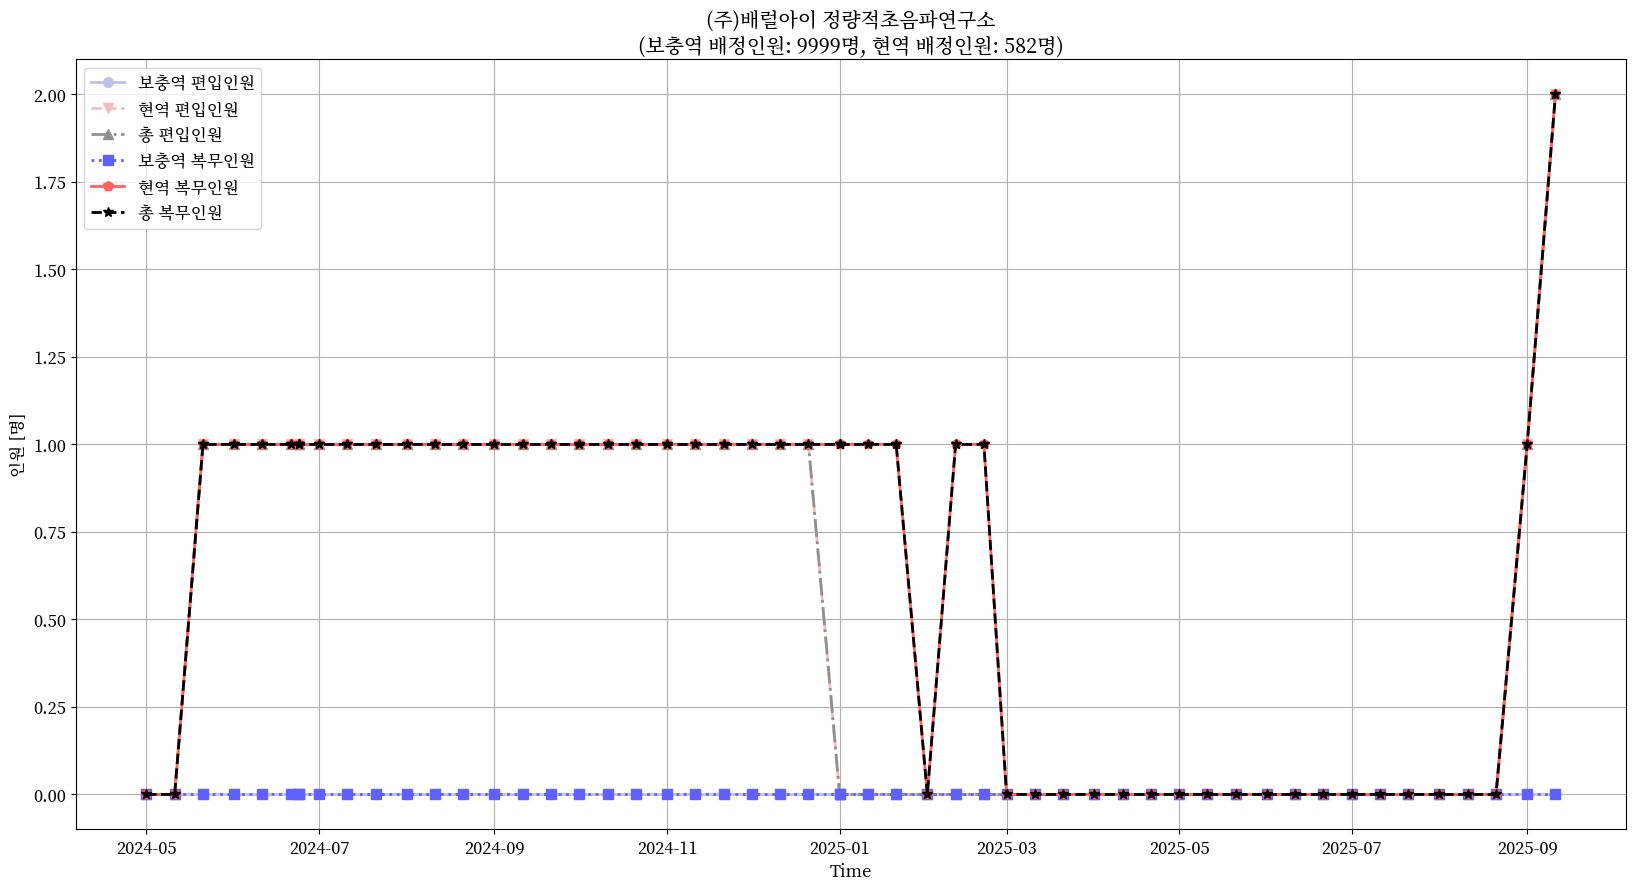 (주)배럴아이 정량적초음파연구소
(보충역 배정인원: 9999명, 현역 배정인원: 582명)
보충역 편입인원
현역 편입인원
총 편입인원
보충역 복무인원
현역 복무인원
총 복무인원
2.00
1.75
1.50
1.25
1.00
0.75
0.50
0.25
0.00
인원 [명]
2024-05
2024-07
2024-09
2024-11
2025-01
2025-03
2025-05
2025-07
2025-09
Time